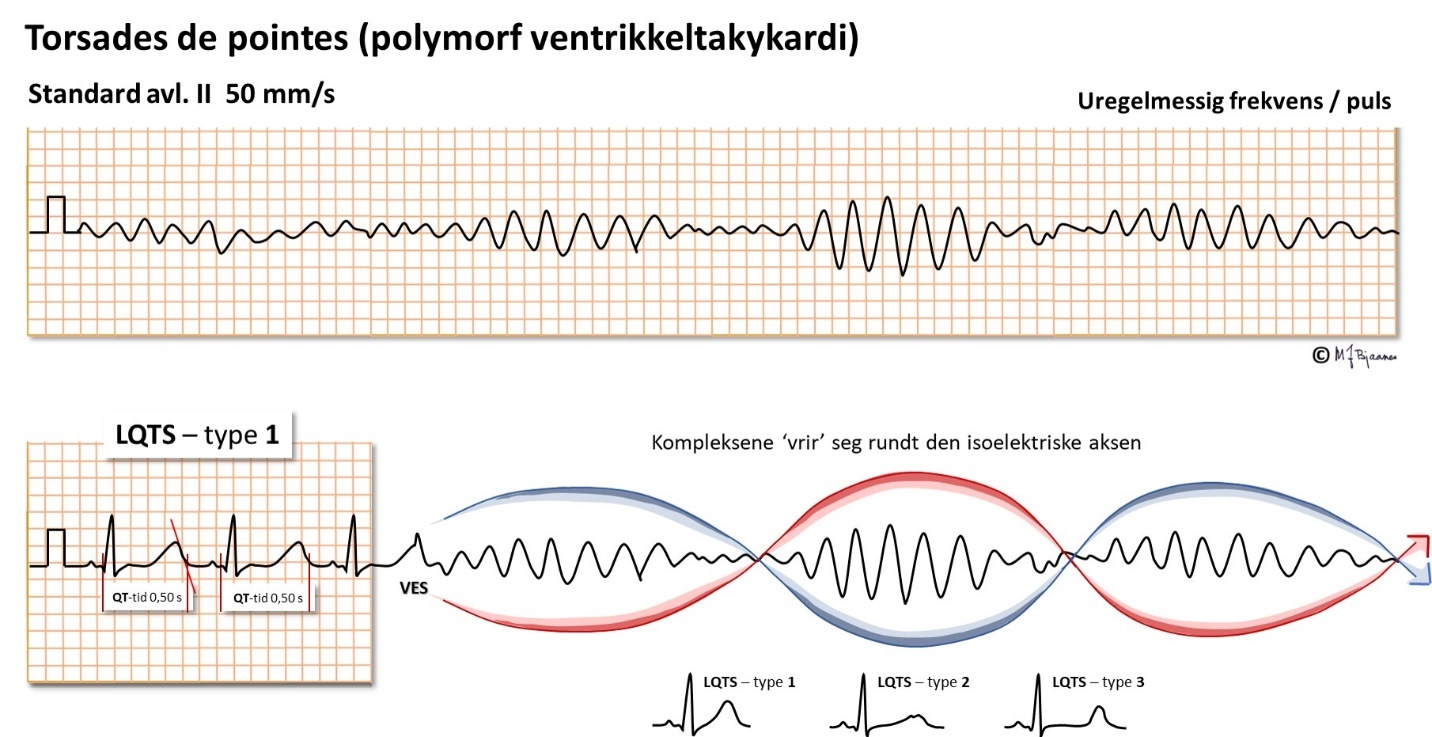 Torsades de pointes (polymorf ventrikkeltakykardi)
Standard avl. II 50 mm/s
Uregelmessig frekvens / puls
© M J Bjaanes
LQTS – type 1
Kompleksene ‘vrir’ seg rundt den isoelektriske aksen
QT-tid 0,50 s
QT-tid 0,50 s
VES
LQTS – type 1
LQTS – type 2
LQTS – type 3